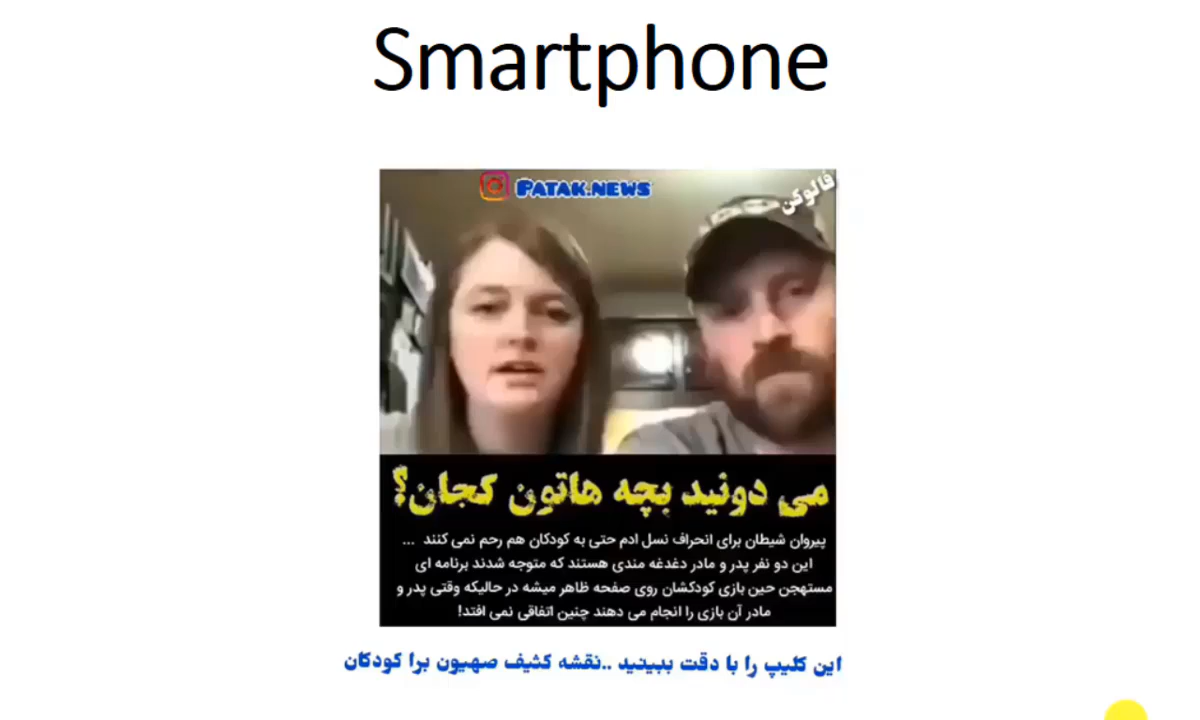 Smartphone
PATAK.NEWS
فالوکن
می دونید بچه هاتون کجان؟
پیروان شیطان برای انحراف نسل ادم حتی به کودکان هم رحم نمی کنند ...
این دو نفر پدر و مادر دغدغه مندی هستند که متوجه شدند برنامه ای
مستهجن حین بازی کودکشان روی صفحه ظاهر میشه در حالیکه وقتی پدر و
مادر آن بازی را انجام می دهند چنین اتفاقی نمی افتد!
این کلیپ را با دقت ببینید ..نقشه کثیف صهیون برا کودکان